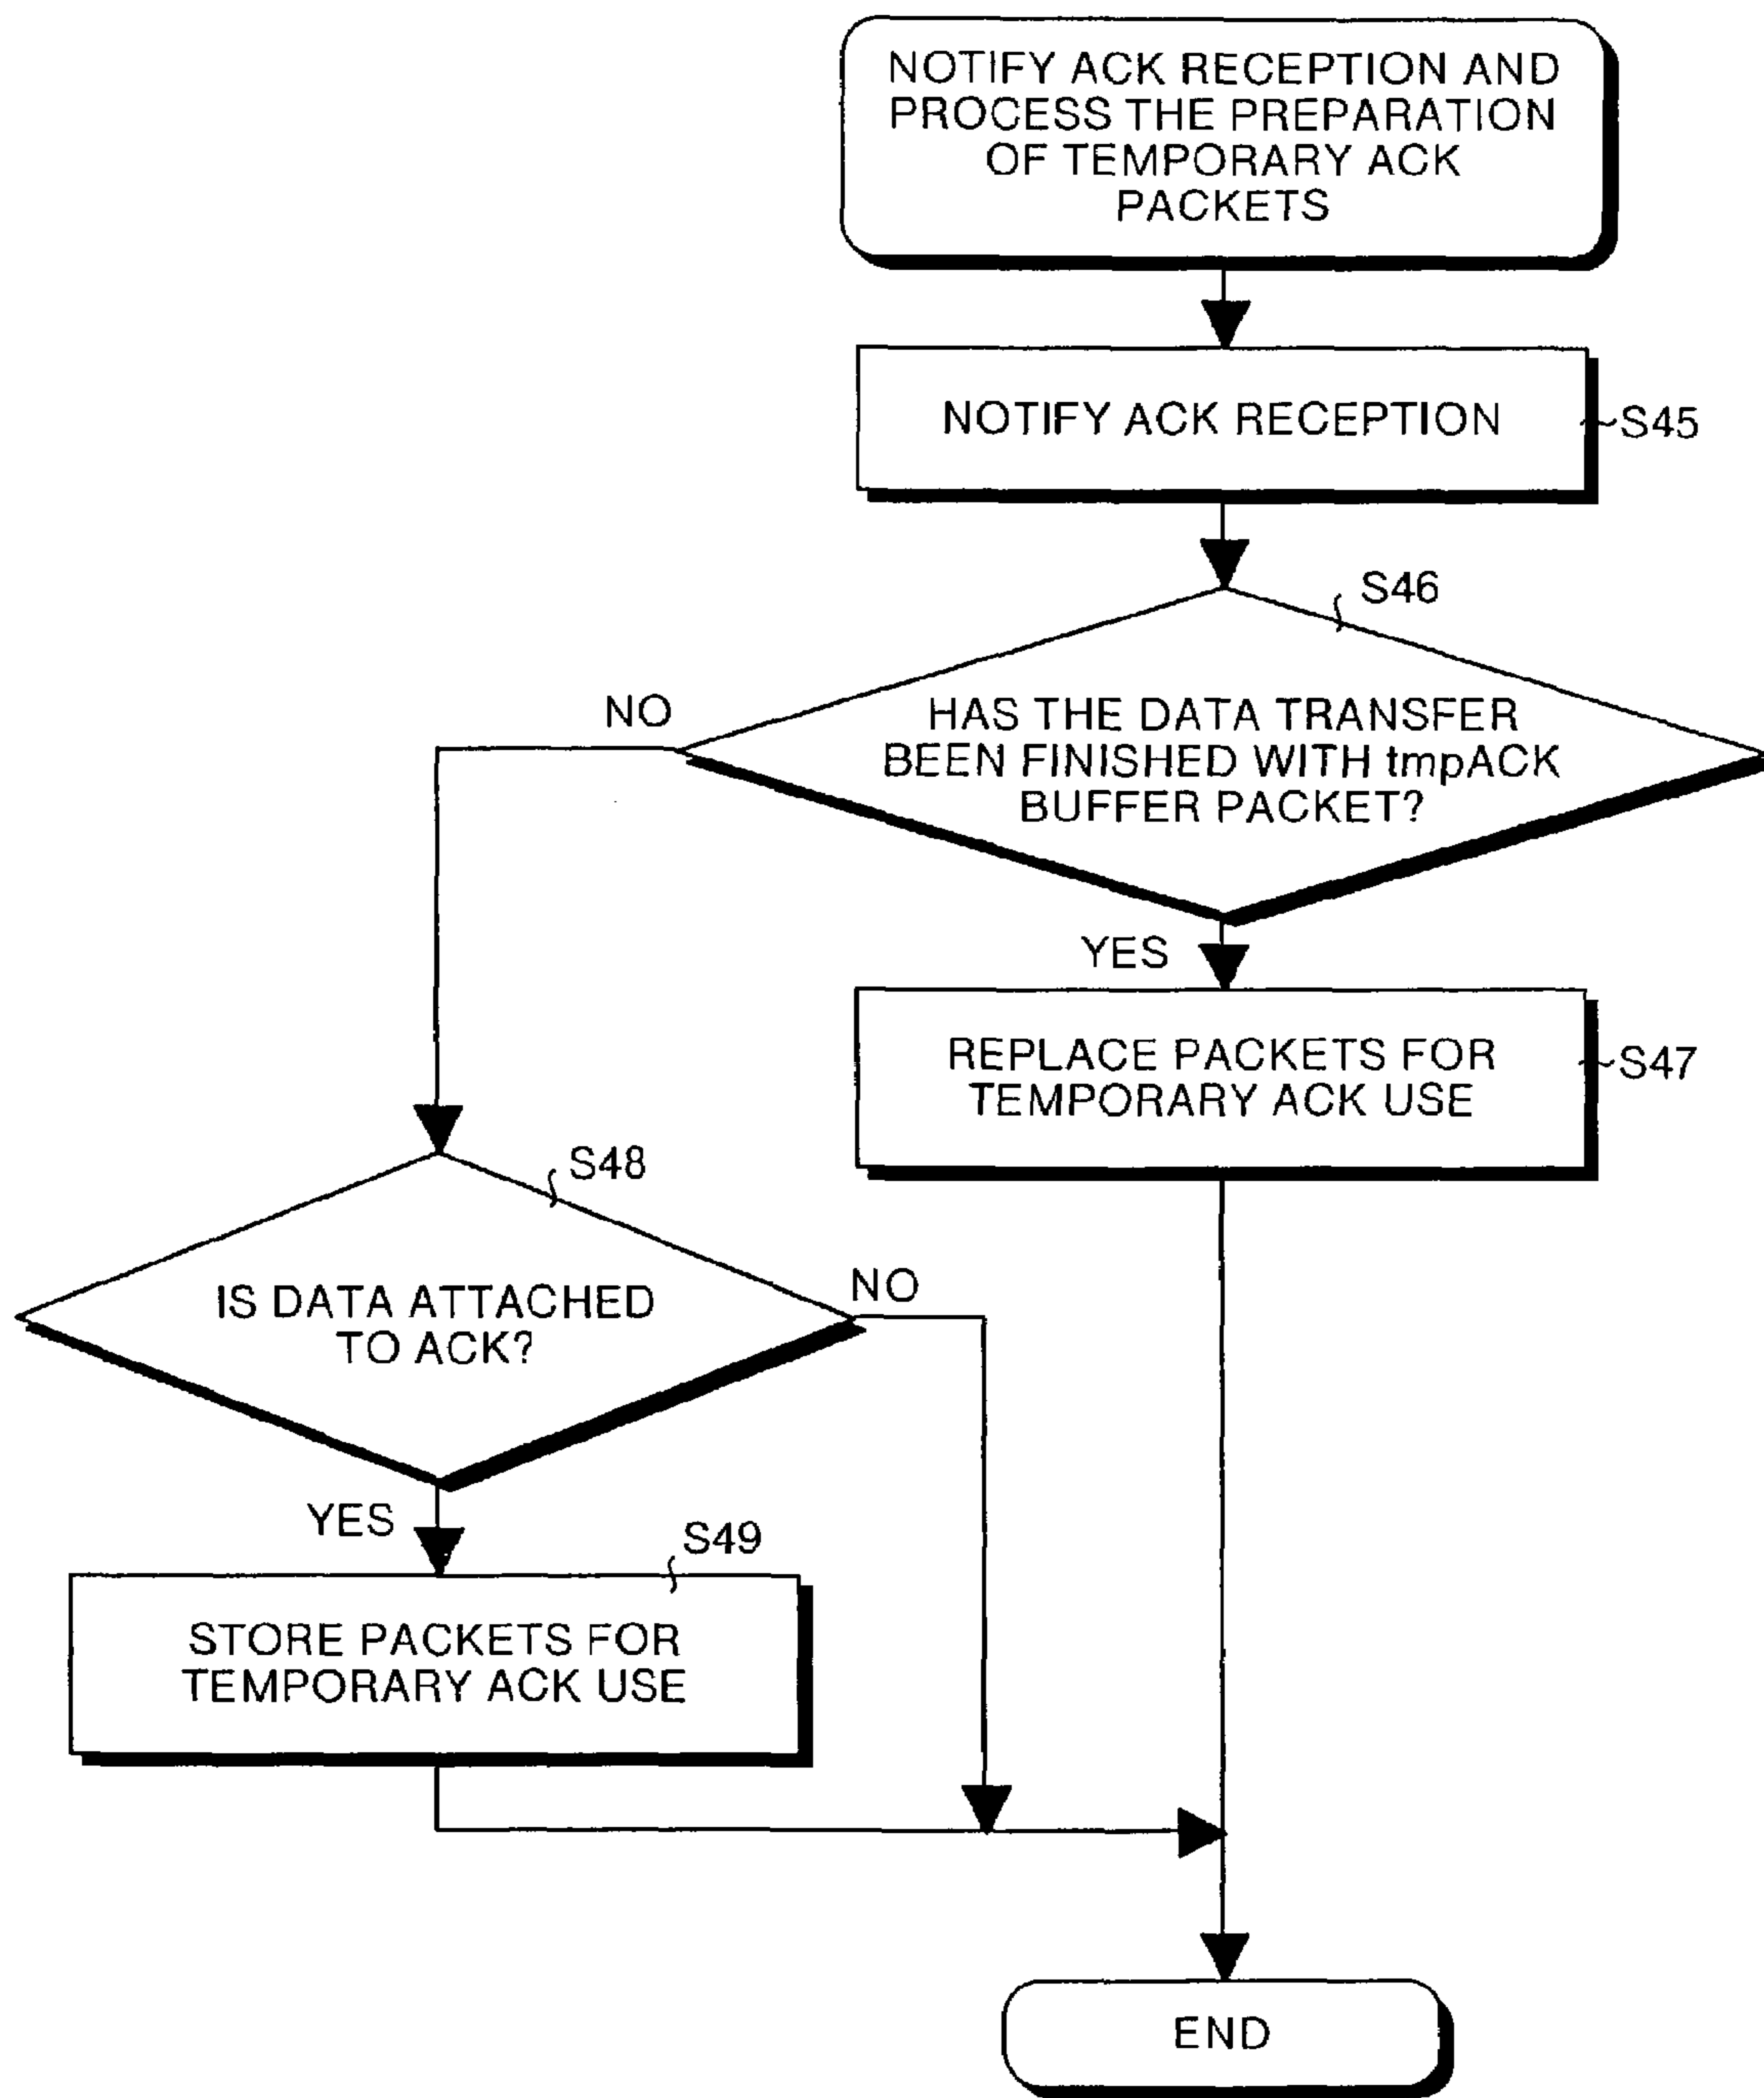 NOTIFY ACK RECEPTION AND
PROCESS THE PREPARATION
OF TEMPORARY ACK
PACKETS
NOTIFY ACK RECEPTION
S45
S46
HAS THE DATA TRANSFER
BEEN FINISHED WITH tmpACK
BUFFER PACKET?
NO
YES
REPLACE PACKETS FOR
TEMPORARY ACK USE
S47
S48
IS DATA ATTACHED
TO ACK?
NO
YES
S49
STORE PACKETS FOR
TEMPORARY ACK USE
END